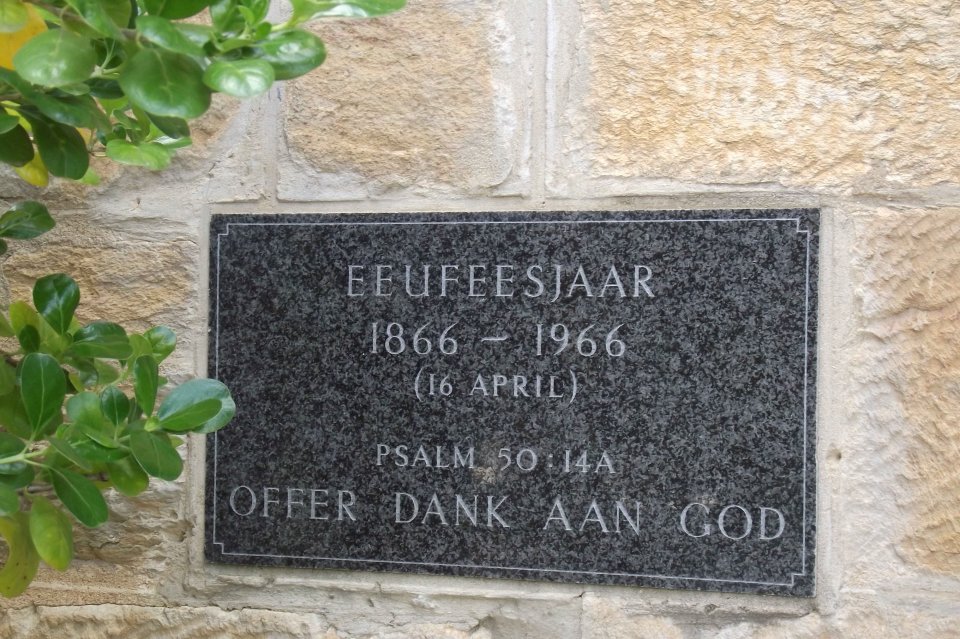 EEUFEESJAAR
1866 – 1966
(16 APRIL)
PSALM 50:14A
OFFER DANK AAN GOD